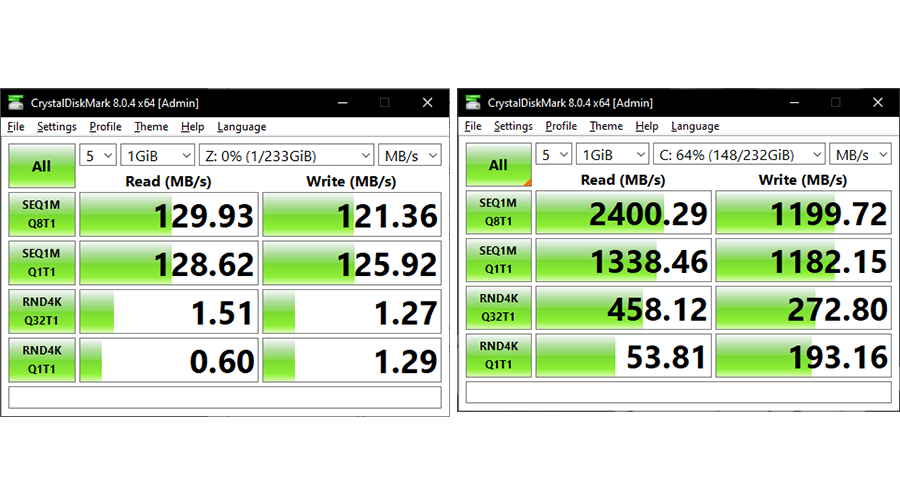 CrystalDiskMark 8.0.4 x64 [Admin]
File Settings Profile Theme Help Language
All 5 1GiB Z: 0% (1/233GiB) MB/s
Read (MB/s) Write (MB/s)
SEQ1M Q8T1 129.93 121.36
SEQ1M Q1T1 128.62 125.92
RND4K Q32T1 1.51 1.27
RND4K Q1T1 0.60 1.29
CrystalDiskMark 8.0.4 x64 [Admin]
File Settings Profile Theme Help Language
All 5 1GiB C: 64% (148/232GiB) MB/s
Read (MB/s) Write (MB/s)
SEQ1M Q8T1 2400.29 1199.72
SEQ1M Q1T1 1338.46 1182.15
RND4K Q32T1 458.12 272.80
RND4K Q1T1 53.81 193.16